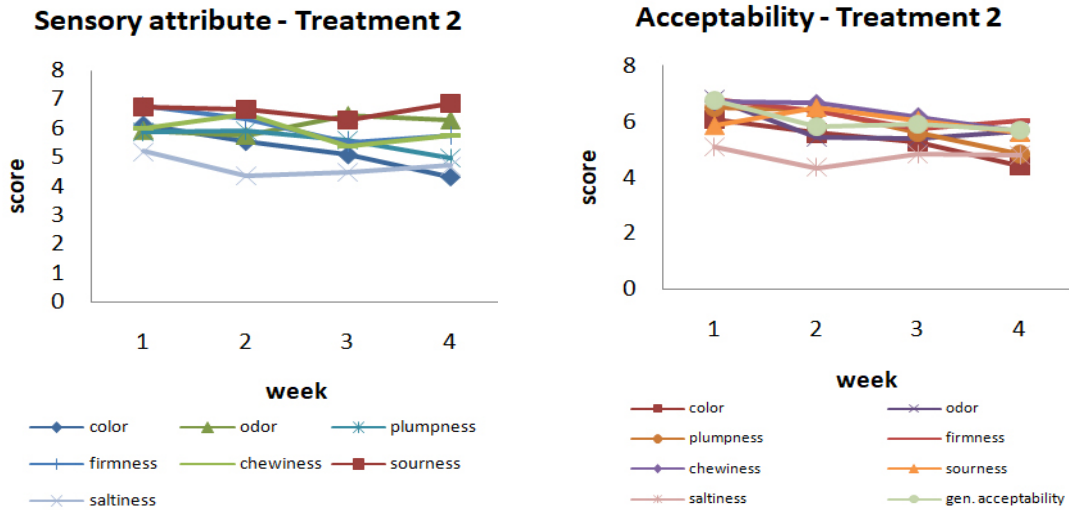 Sensory attribute - Treatment 2
8
7
6
5
4
3
2
1
0
score
1 2 3 4
week
color odor plumpness
firmness chewiness sourness
saltiness
Acceptability - Treatment 2
8
6
4
2
0
score
1 2 3 4
week
color odor
plumpness firmness
chewiness sourness
saltiness gen. acceptability